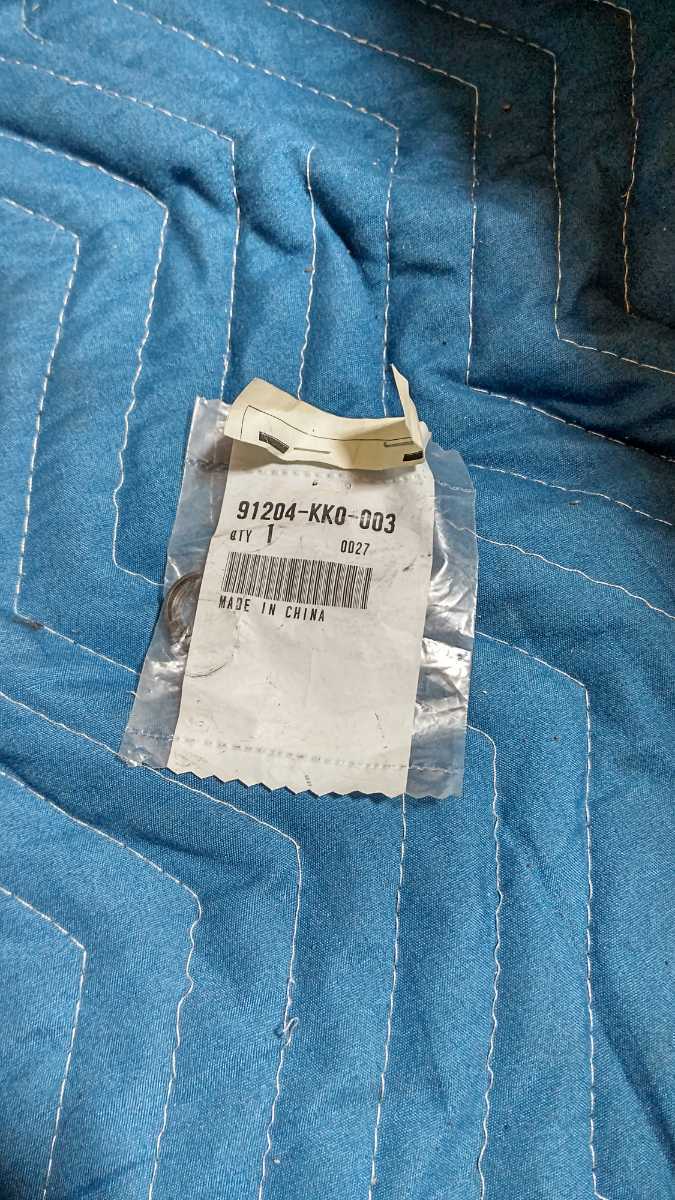 91204-KK0-003
QTY 1
0027
MADE IN CHINA